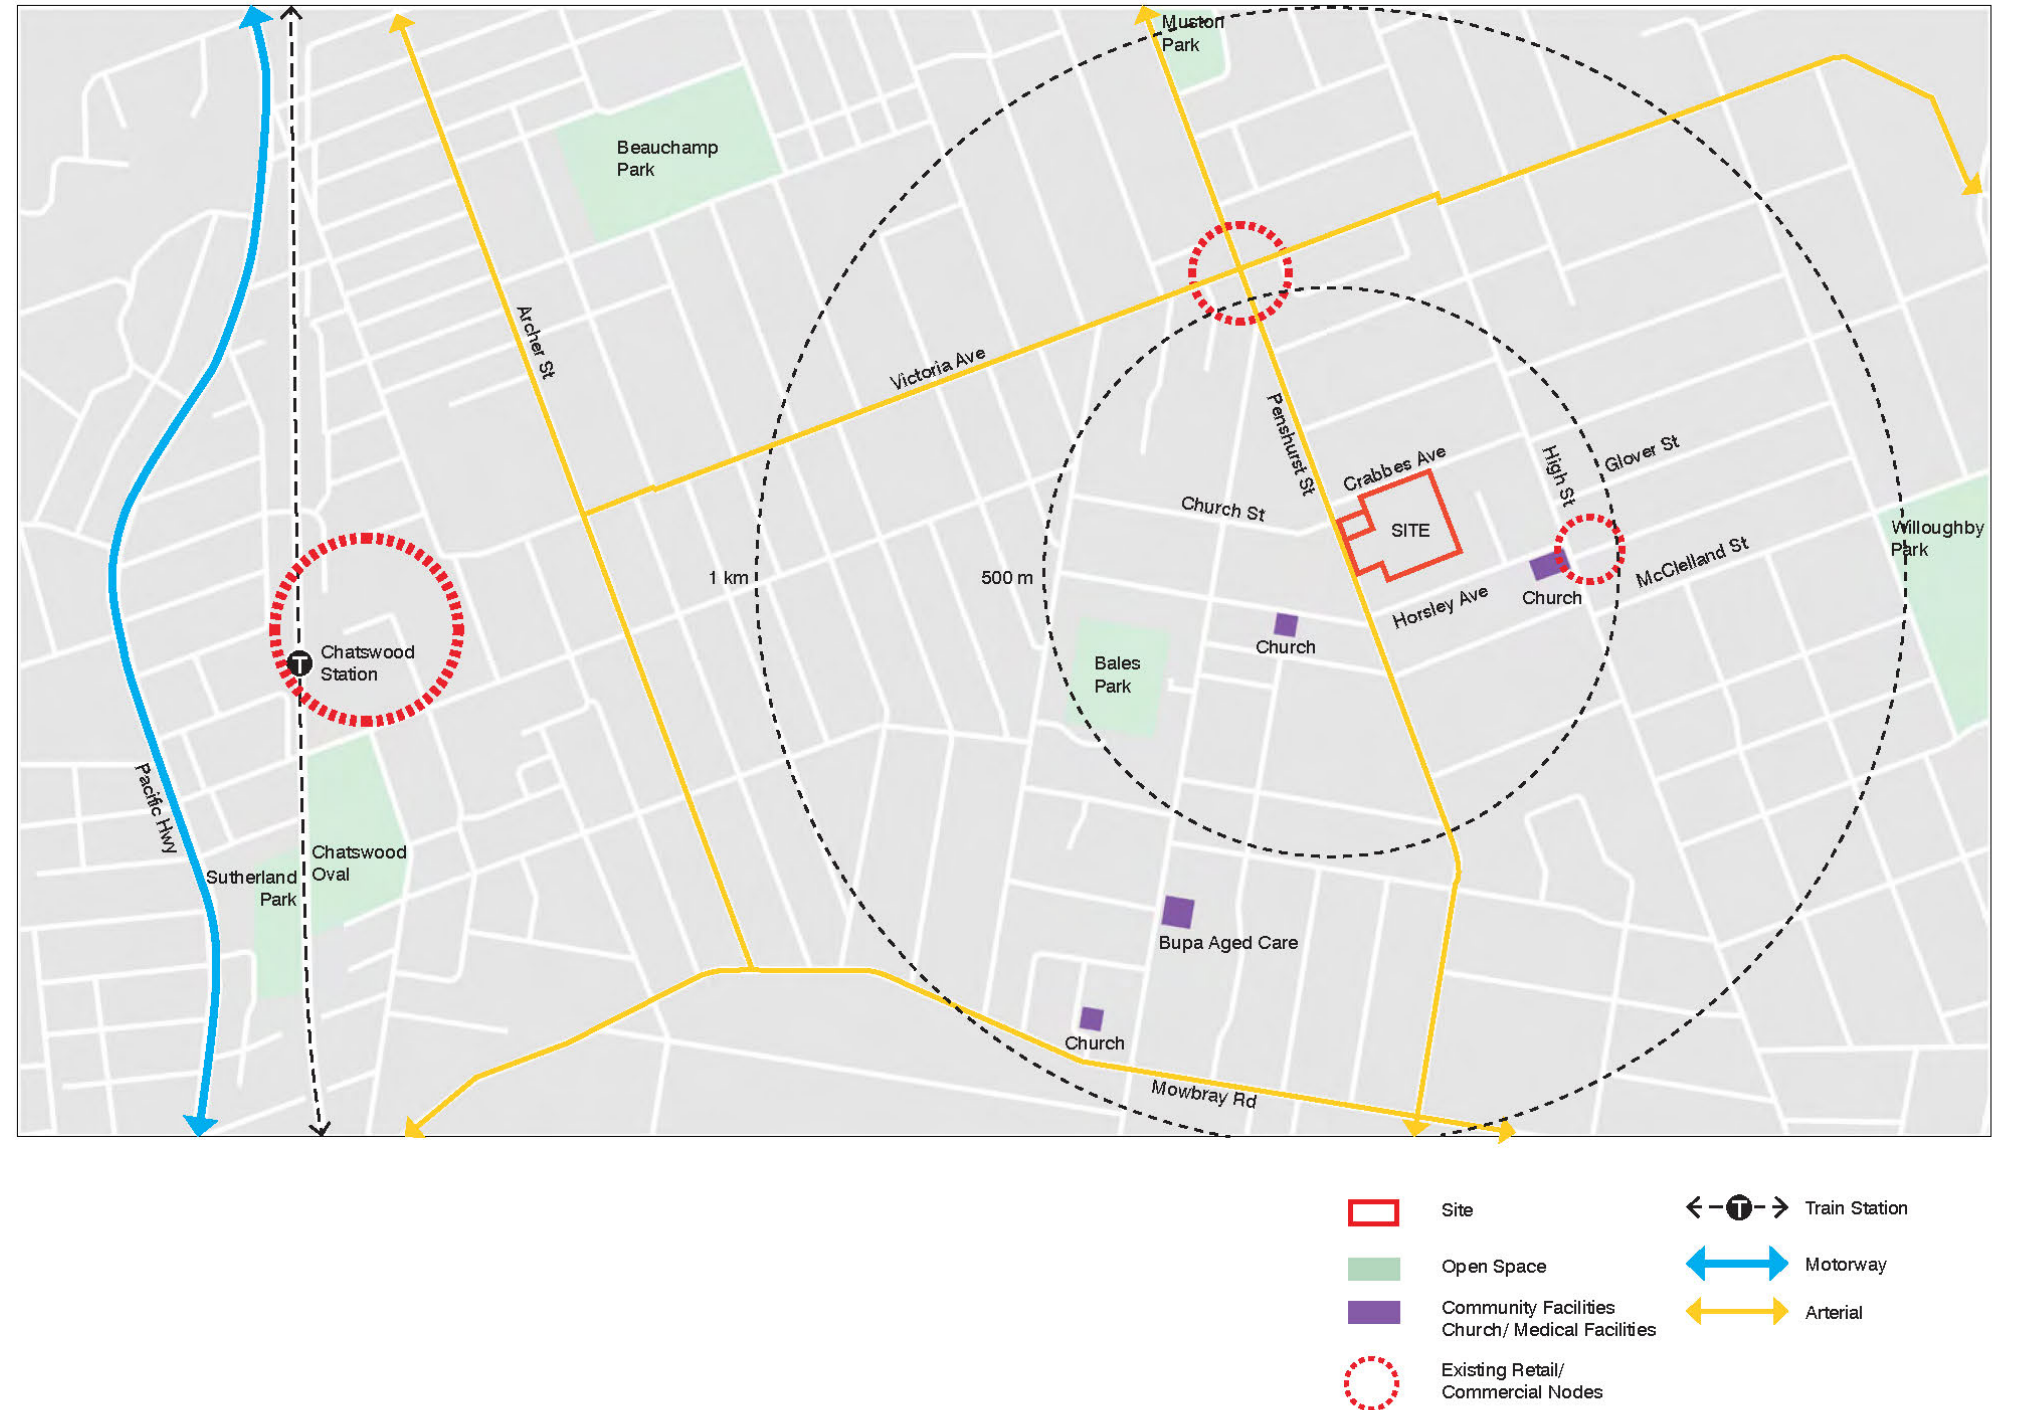 Muston
Park
Beauchamp
Park
Archer St
Victoria Ave
Penshurst St
Crabbes Ave
High St
Glover St
Church St
SITE
Willoughby
Park
McClelland St
1 km
500 m
Horsley Ave
Church
Church
Chatswood
Station
Bales
Park
Pacific Hwy
Chatswood
Oval
Sutherland
Park
Bupa Aged Care
Church
Mowbray Rd
T
Site
T
Train Station
Open Space
Motorway
Community Facilities
Church/ Medical Facilities
Arterial
Existing Retail/
Commercial Nodes